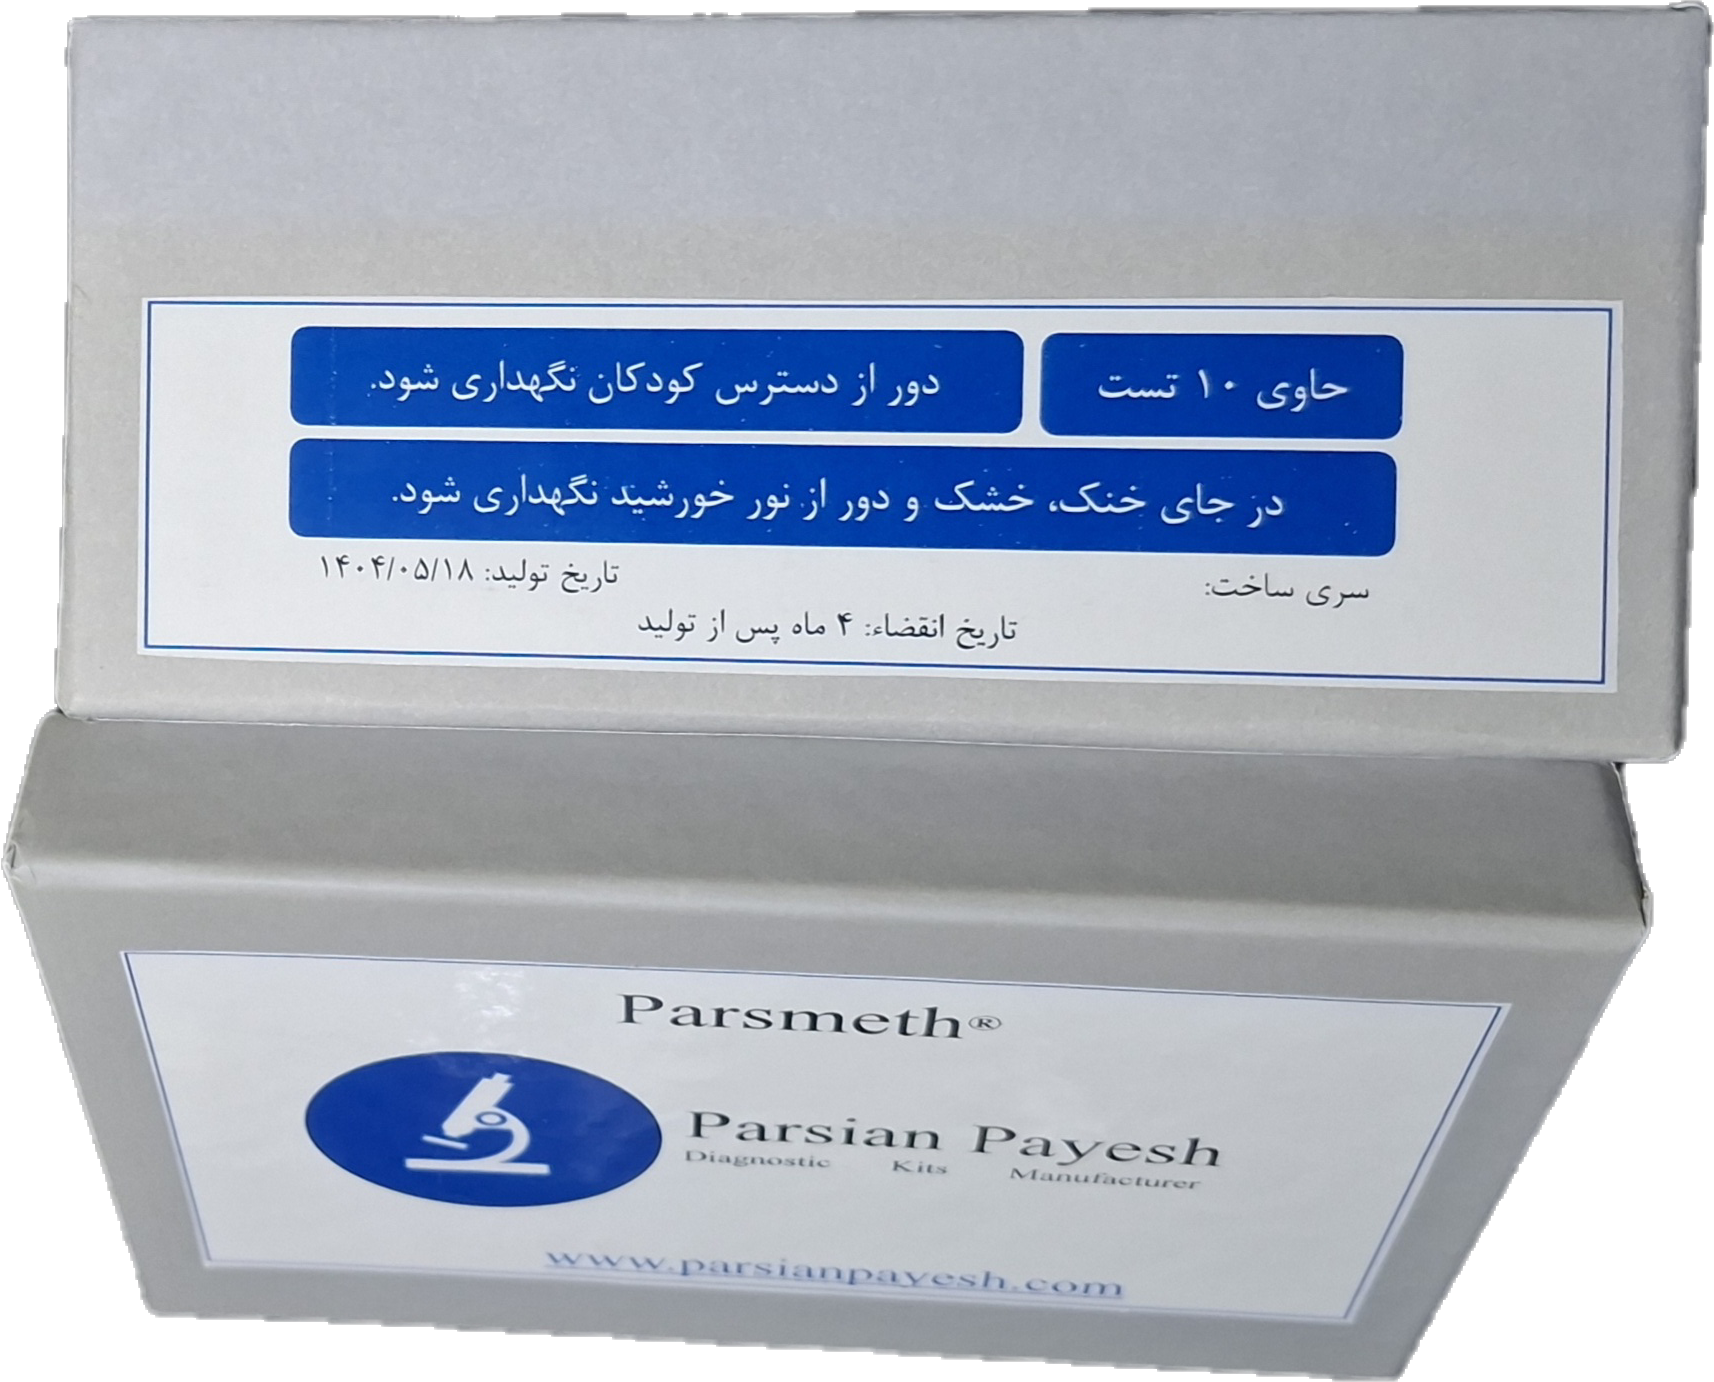 حاوی ۱۰ تست
دور از دسترس کودکان نگهداری شود.
در جای خنک، خشک و دور از نور خورشید نگهداری شود.
سری ساخت:
تاریخ تولید: ۱۴۰۴/۰۵/۱۸
تاریخ انقضاء: ۴ ماه پس از تولید
Parsmeth®
Parsian Payesh
Diagnostic Kits Manufacturer
www.parsianpayesh.com